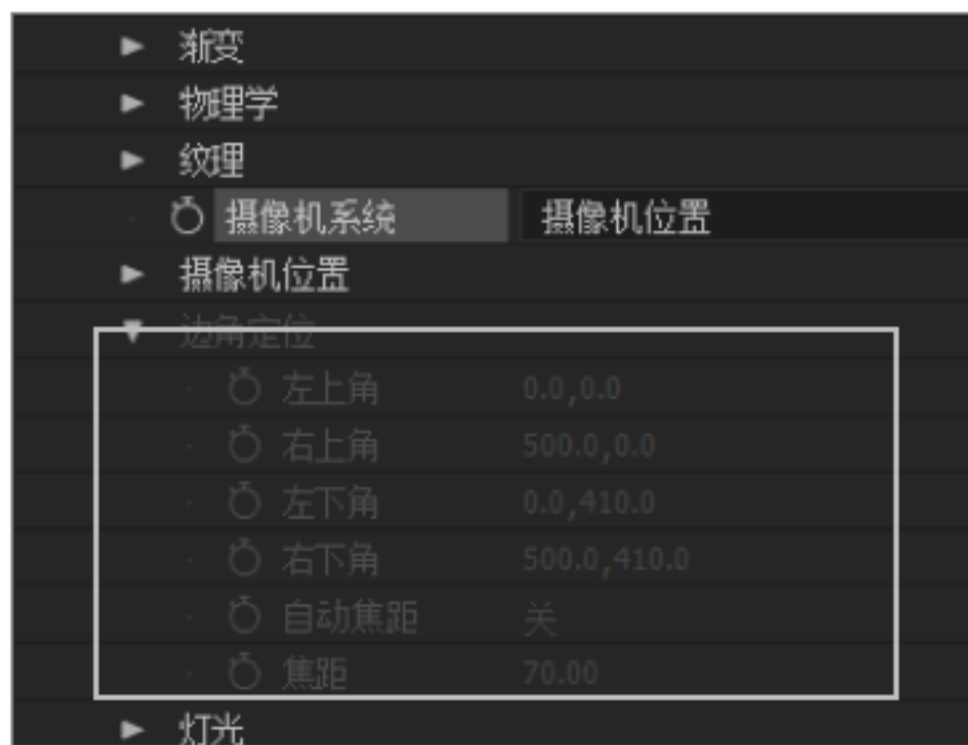 渐变
物理学
纹理
摄像机系统 摄像机位置
摄像机位置
边角定位
左上角 0.0,0.0
右上角 500.0,0.0
左下角 0.0,410.0
右下角 500.0,410.0
自动焦距 关
焦距 70.00
灯光